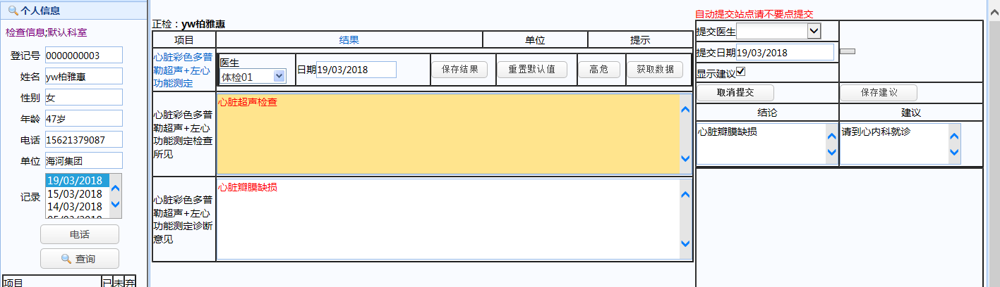 个人信息
检查信息;默认科室
登记号 0000000003
姓名 yw柏雅惠
性别 女
年龄 47岁
电话 15621379087
单位 海河集团
记录
19/03/2018
15/03/2018
14/03/2018
05/03/2018
电话
查询
项目 已 未 弃
正检：yw柏雅惠
项目 结果 单位 提示
心脏彩色多普
勒超声+左心
功能测定
医生
体检01
日期 19/03/2018
保存结果
重置默认值
高危
获取数据
心脏彩色多普
勒超声+左心
功能测定检查
所见
心脏超声检查
心脏彩色多普
勒超声+左心
功能测定诊断
意见
心脏瓣膜缺损
自动提交站点请不要点提交
提交医生
提交日期 19/03/2018
显示建议
取消提交 保存建议
结论 建议
心脏瓣膜缺损 请到心内科就诊